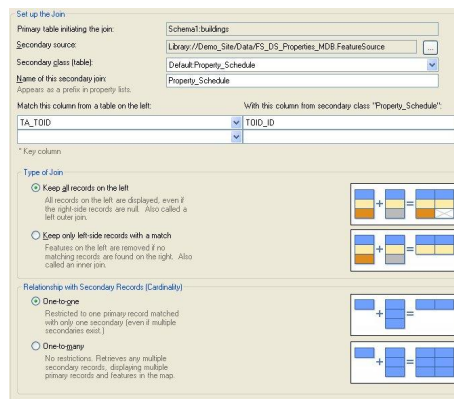 Set up the Join
Primary table initiating the join: Schema1:buildings
Secondary source: Library://Demo_Site/Data/FS_DS_Properties_MDB.FeatureSource ...
Secondary class (table): Default:Property_Schedule
Name of this secondary join: Property_Schedule
Appears as a prefix in property lists.
Match this column from a table on the left: With this column from secondary class "Property_Schedule":
TA_TOID TOID_ID
* Key column
Type of Join
Keep all records on the left
All records on the left are displayed, even if
the right-side records are null. Also called a
left outer join.
Keep only left-side records with a match
Features on the left are removed if no
matching records are found on the right. Also
called an inner join.
Relationship with Secondary Records (Cardinality)
One-to-one
Restricted to one primary record matched
with only one secondary (even if multiple
secondaries exist.)
One-to-many
No restrictions. Retrieves any multiple
secondary records, displaying multiple
primary records and features in the map.